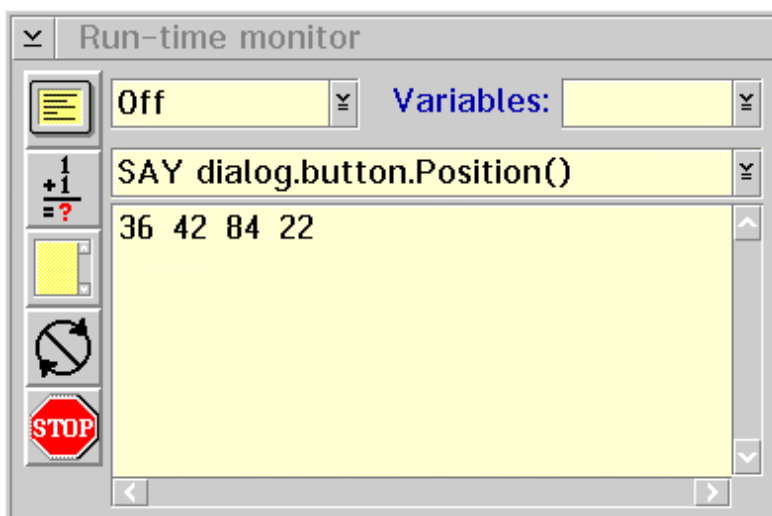 Run-time monitor
Off Variables:
1
+1
=?
SAY dialog.button.Position()
36 42 84 22
STOP